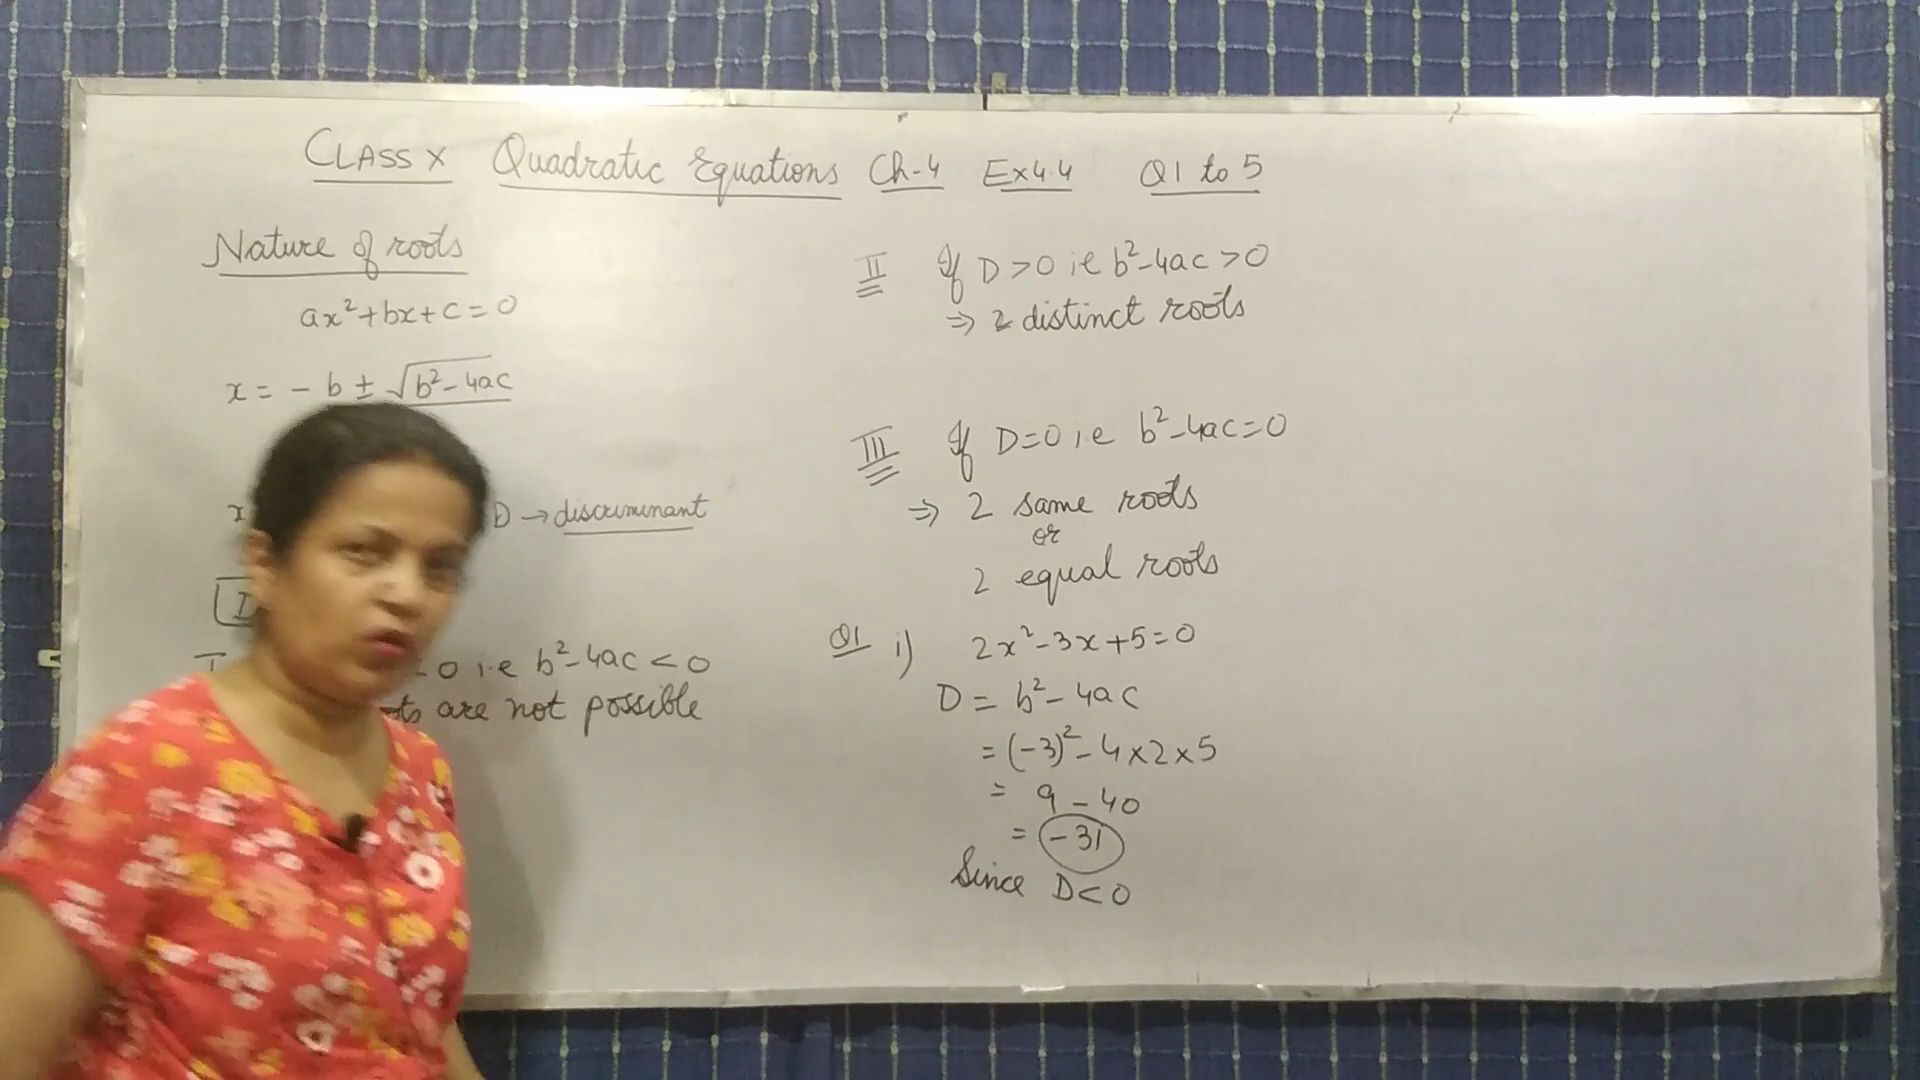 CLASS X Quadratic Equations Ch-4 Ex 4.4 Q1 to 5
Nature of roots
ax²+bx+c=0
x = -b ± √b²-4ac
x D → discriminant
I 0 i.e b²-4ac < 0
are not possible
II If D>0 i.e b²-4ac >0
⇒ 2 distinct roots
III If D=0 i.e b²-4ac=0
⇒ 2 same roots
or
2 equal roots
Q1 i) 2x²-3x+5=0
D = b²-4ac
= (-3)²-4×2×5
= 9-40
= -31
Since D<0